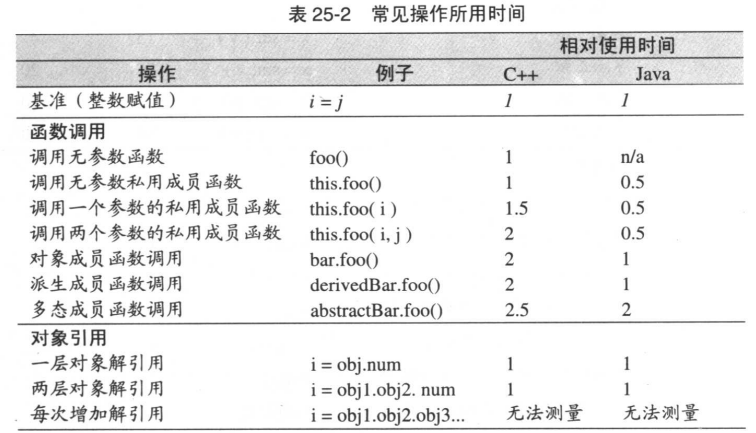 表 25-2 常见操作所用时间
相对使用时间
操作 例子 C++ Java
基准（整数赋值） i = j 1 1
函数调用
调用无参数函数 foo() 1 n/a
调用无参数私用成员函数 this.foo() 1 0.5
调用一个参数的私用成员函数 this.foo( i ) 1.5 0.5
调用两个参数的私用成员函数 this.foo( i, j ) 2 0.5
对象成员函数调用 bar.foo() 2 1
派生成员函数调用 derivedBar.foo() 2 1
多态成员函数调用 abstractBar.foo() 2.5 2
对象引用
一层对象解引用 i = obj.num 1 1
两层对象解引用 i = obj1.obj2. num 1 1
每次增加解引用 i = obj1.obj2.obj3... 无法测量 无法测量